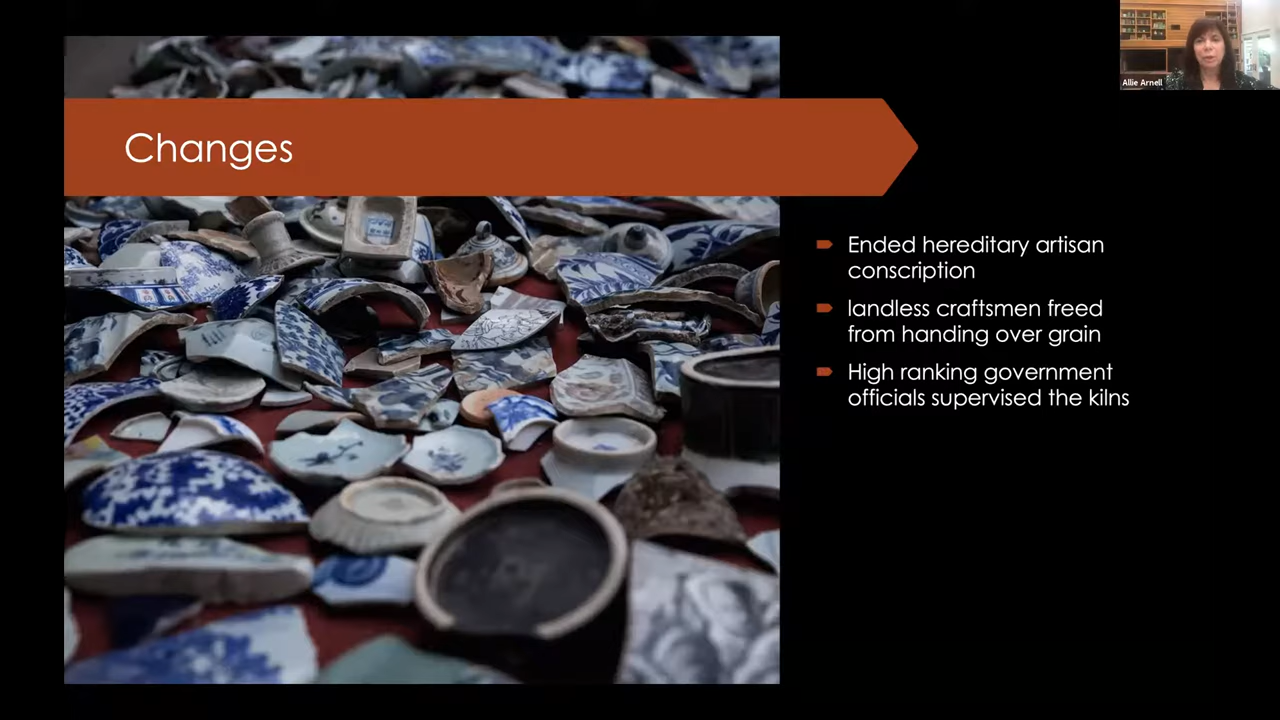 Changes
Ended hereditary artisan
conscription
landless craftsmen freed
from handing over grain
High ranking government
officials supervised the kilns
Allie Arnell